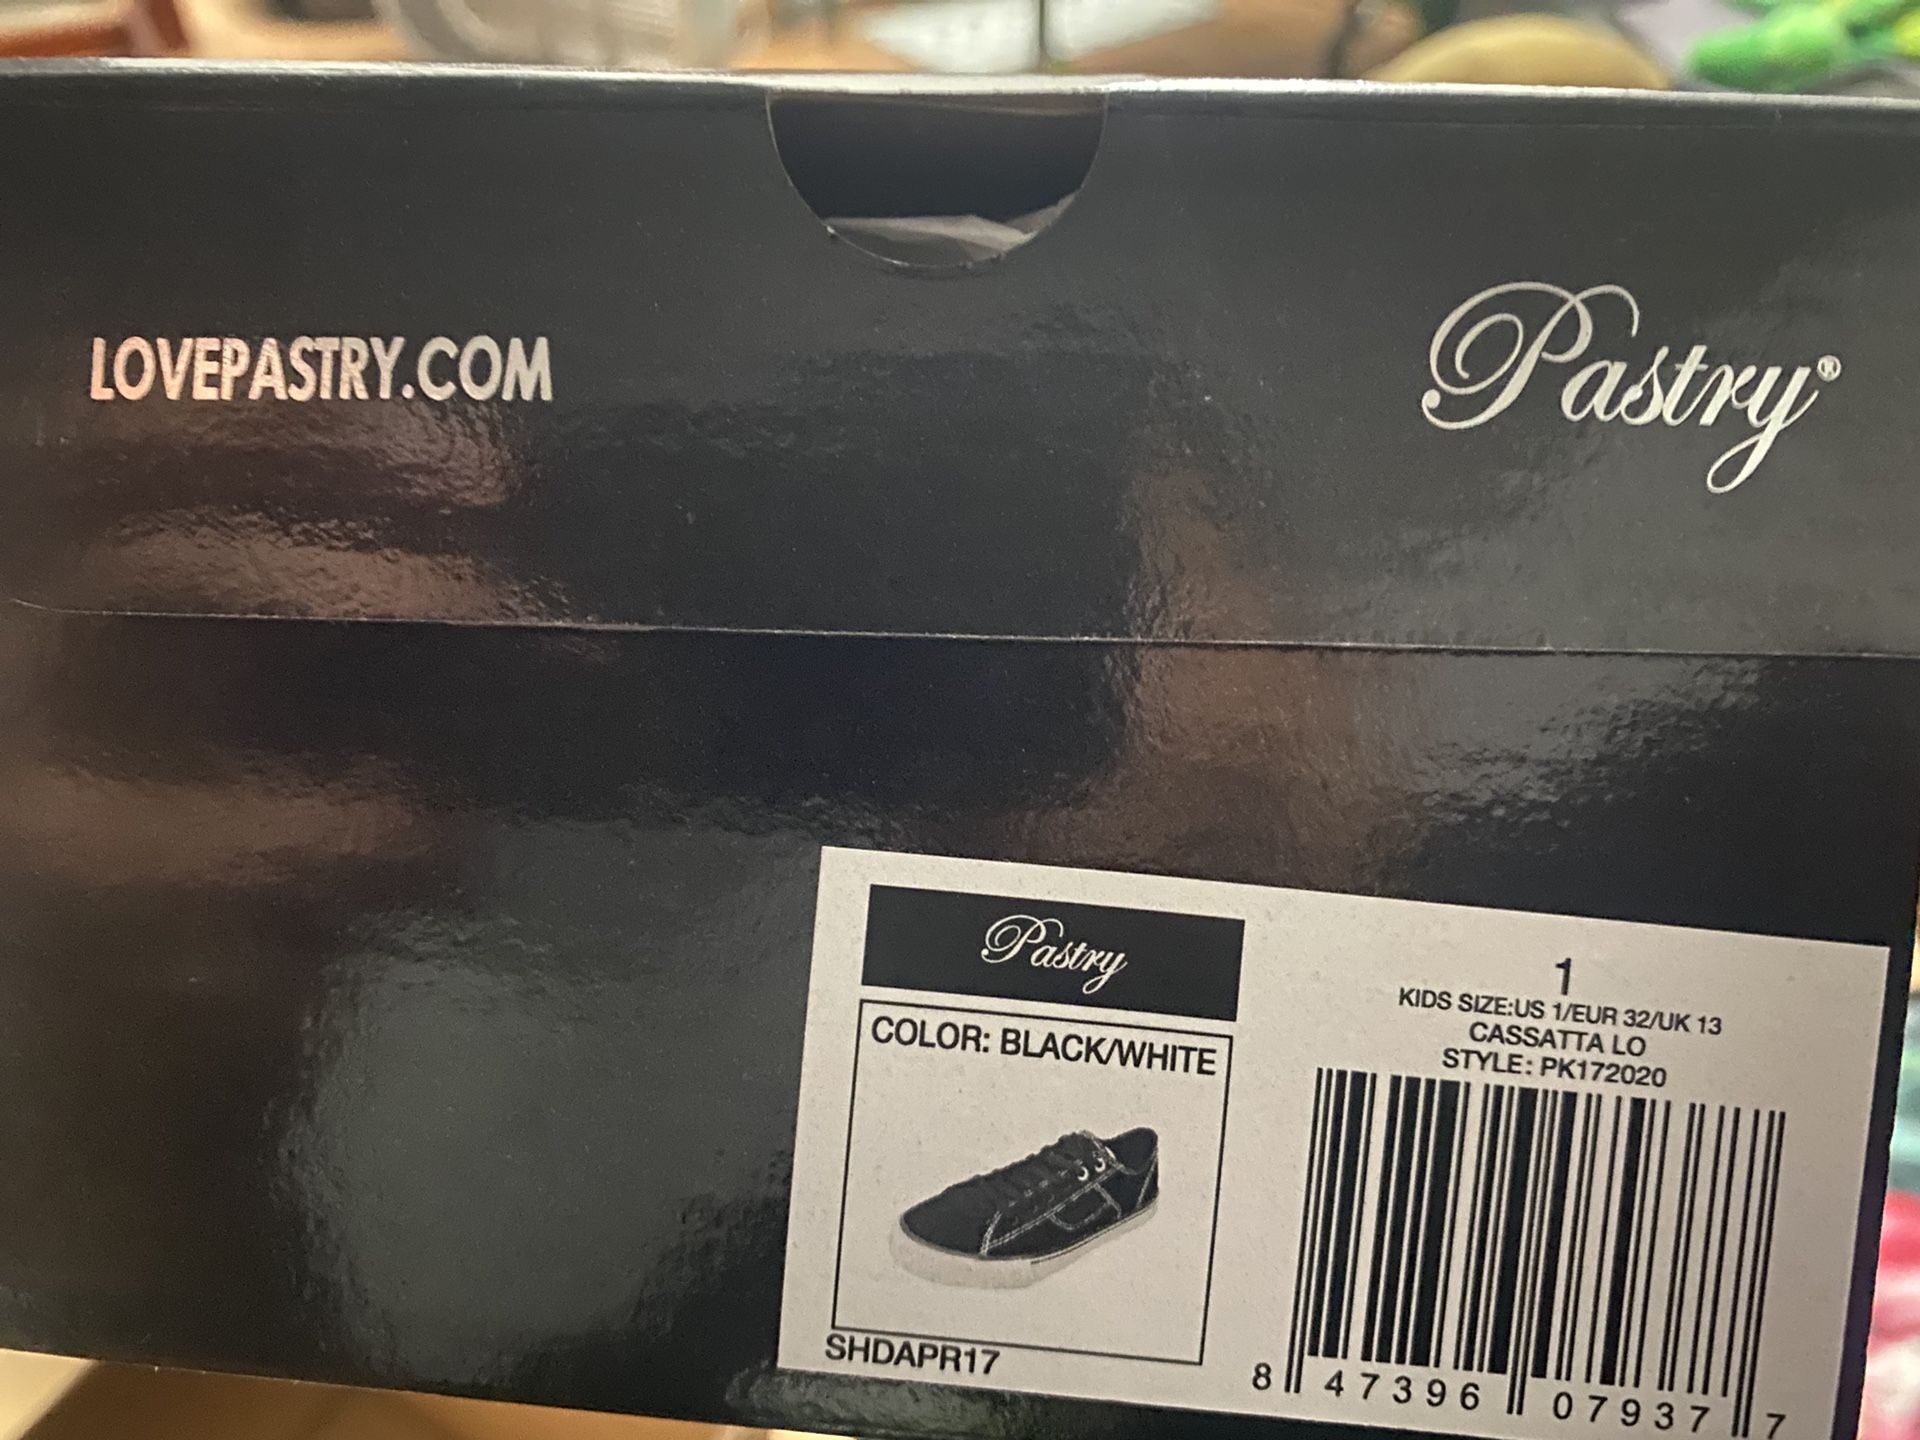 LOVEPASTRY.COM
Pastry®
Pastry
COLOR: BLACK/WHITE
SHDAPR17
1
KIDS SIZE:US 1/EUR 32/UK 13
CASSATTA LO
STYLE: PK172020
8 47396 07937 7